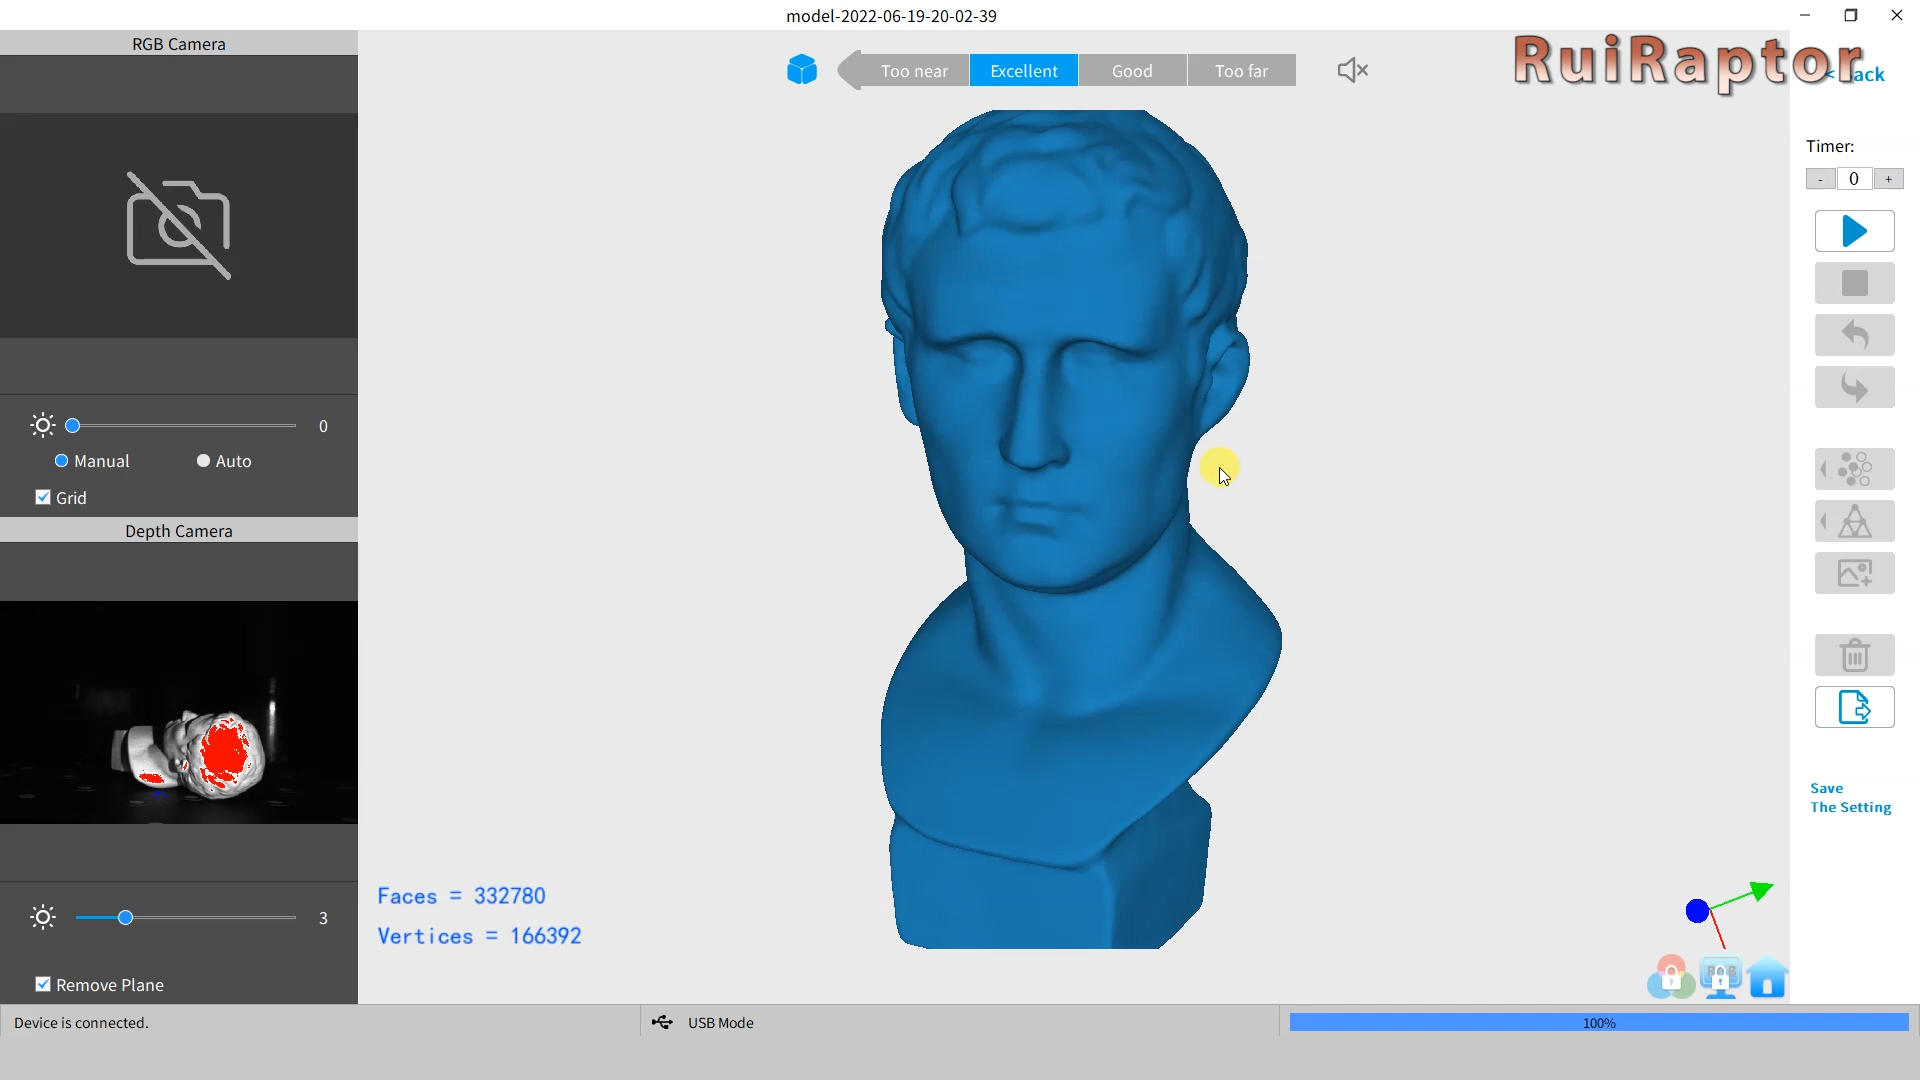 model-2022-06-19-20-02-39
RGB Camera
Too near
Excellent
Good
Too far
RuiRaptor
Timer:
-
0
+
0
Manual
Auto
Grid
Depth Camera
Faces = 332780
Vertices = 166392
3
Remove Plane
Save
The Setting
Device is connected.
USB Mode
100%